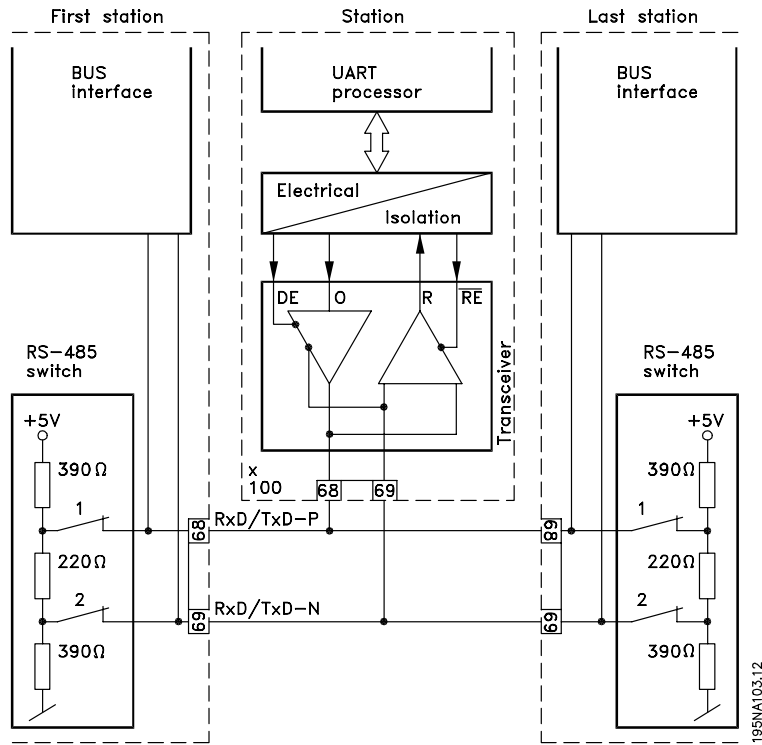 First station
Station
Last station
BUS
interface
UART
processor
BUS
interface
Electrical
Isolation
DE
O
R
RE
Transceiver
RS-485
switch
RS-485
switch
+5V
+5V
390Ω
390Ω
x
100
68
69
1
68
RxD/TxD-P
68
1
220Ω
220Ω
2
69
RxD/TxD-N
69
2
390Ω
390Ω
195NA103.12